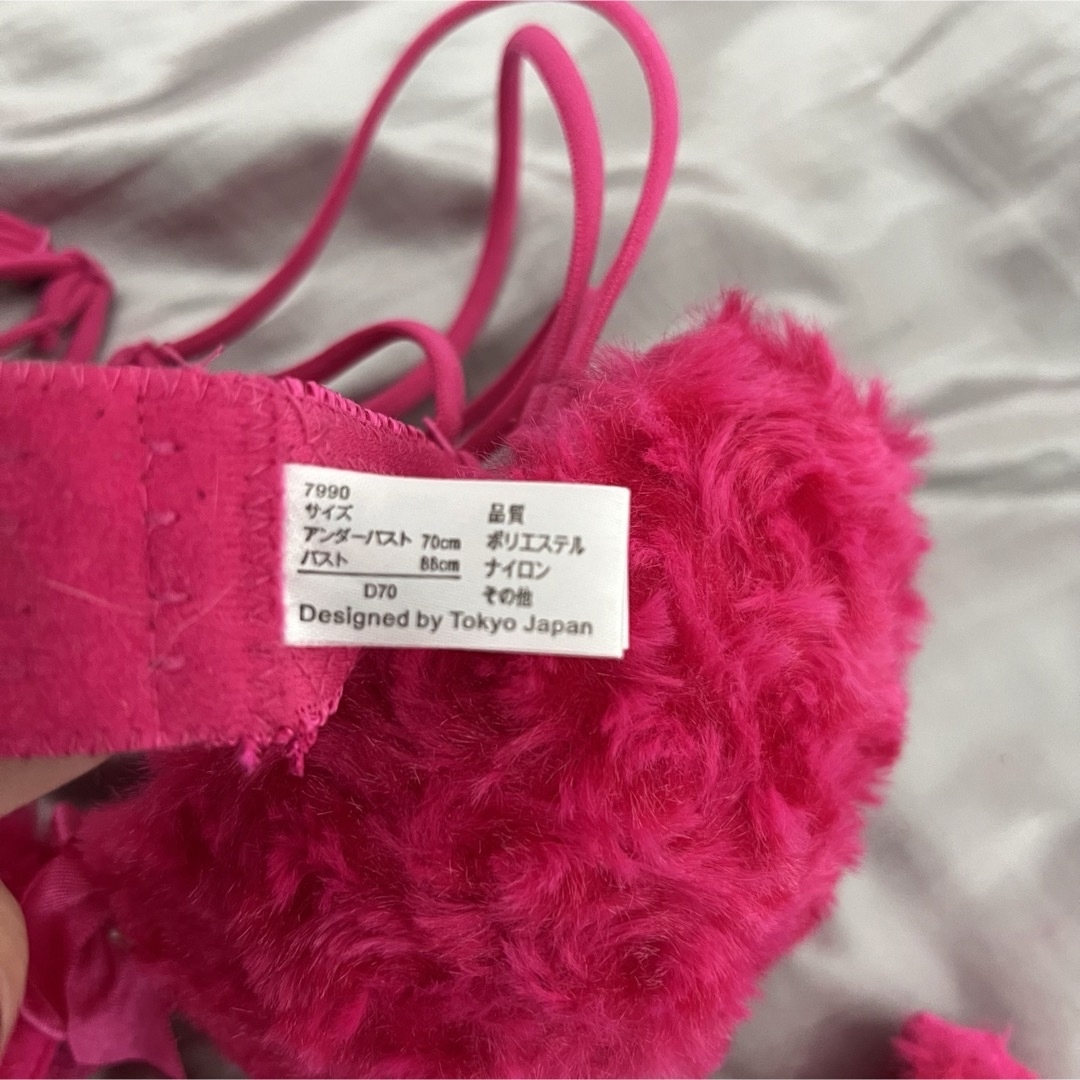 7990
サイズ
アンダーバスト 70cm
バスト 88cm
D70
品質
ポリエステル
ナイロン
その他
Designed by Tokyo Japan